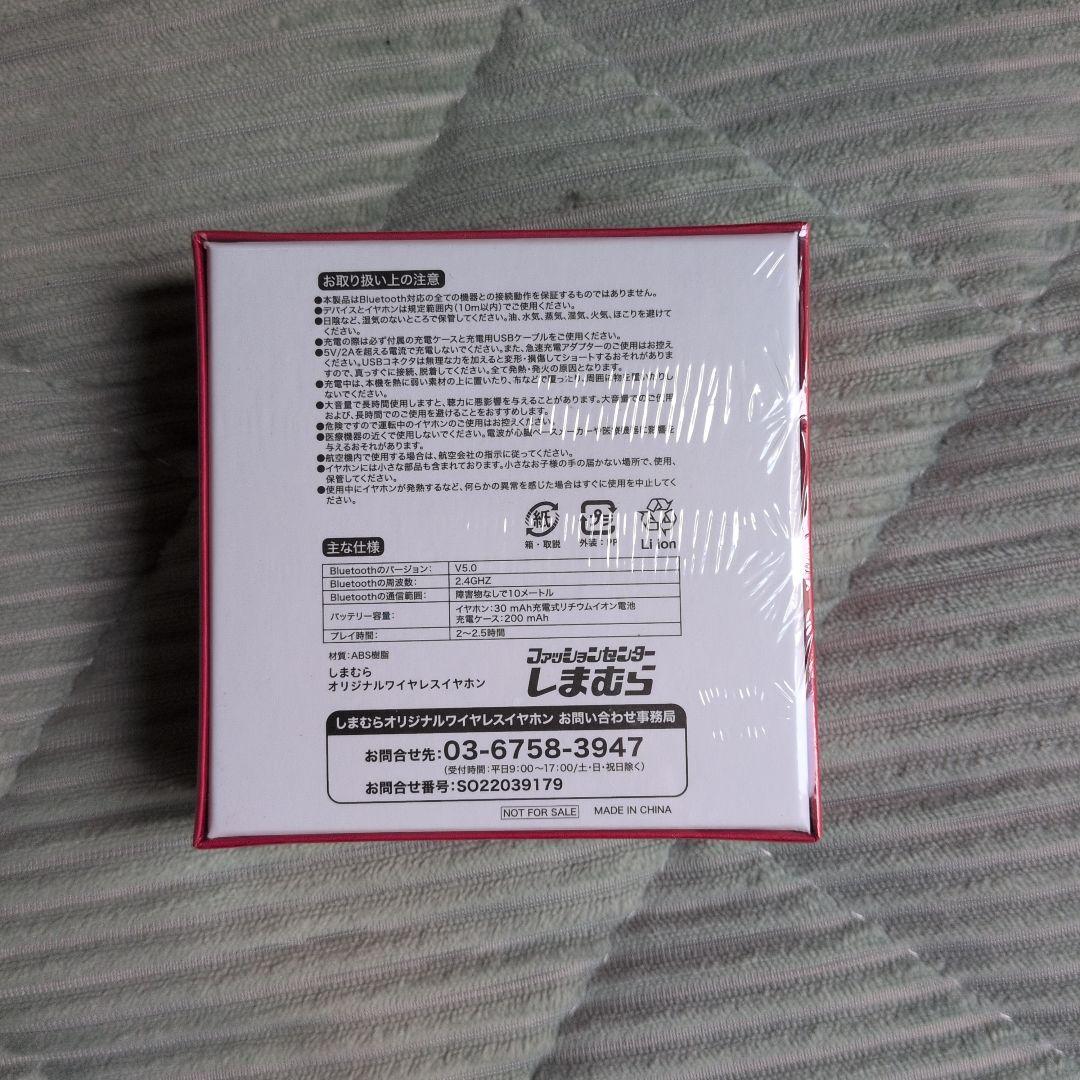 お取り扱い上の注意
●本製品はBluetooth対応の全ての機器との接続動作を保証するものではありません。
●デバイスとイヤホンは規定範囲内(10m以内)でご使用ください。
●日陰など、湿気のないところで保管してください。油、水気、蒸気、湿気、火気、ほこりを避けて
ください。
●充電の際は必ず付属の充電ケースと充電用USBケーブルをご使用ください。
●5V/2Aを超える電流で充電しないでください。また、急速充電アダプターのご使用はお控え
ください。USBコネクタは無理な力を加えると変形・損傷してショートするおそれがありま
すので、真っすぐに接続、脱着してください。全て発熱・発火の原因となります。
●充電中は、本機を熱に弱い素材の上に置いたり、布などで覆ったり、周囲に物を置いたりし
ないでください。
●大音量で長時間使用しますと、聴力に悪影響を与えることがあります。大音量でのご使用
および、長時間でのご使用を避けることをおすすめします。
●危険ですので運転中のイヤホンのご使用はお控えください。
●医療機器の近くで使用しないでください。電波が心臓ペースメーカーや医療機器に影響を
与えるおそれがあります。
●航空機内で使用する場合は、航空会社の指示に従ってください。
●イヤホンには小さな部品も含まれております。小さなお子様の手の届かない場所で、使用、
保管してください。
●使用中にイヤホンが発熱するなど、何らかの異常を感じた場合はすぐに使用を中止してく
ださい。
紙
箱・取説
プラ
外装:PP
Li-ion
主な仕様
Bluetoothのバージョン: V5.0
Bluetoothの周波数: 2.4GHZ
Bluetoothの通信範囲: 障害物なしで10メートル
バッテリー容量: イヤホン:30 mAh充電式リチウムイオン電池
充電ケース:200 mAh
プレイ時間: 2〜2.5時間
材質:ABS樹脂
しまむら
オリジナルワイヤレスイヤホン
ファッションセンター
しまむら
しまむらオリジナルワイヤレスイヤホン お問い合わせ事務局
お問合せ先:03-6758-3947
(受付時間:平日9:00〜17:00/土・日・祝日除く)
お問合せ番号:SO22039179
NOT FOR SALE MADE IN CHINA